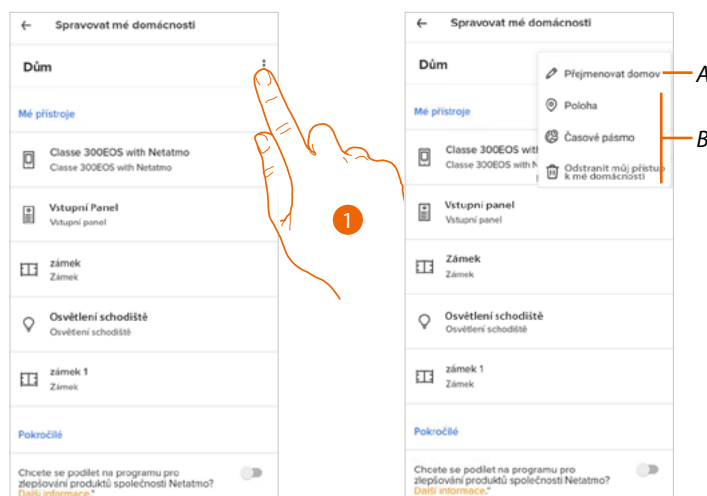 Spravovat mé domácnosti
Dům
Mé přístroje
Classe 300EOS with Netatmo
Classe 300EOS with Netatmo
Vstupní Panel
Vstupní panel
zámek
Zámek
Osvětlení schodiště
Osvětlení schodiště
zámek 1
Zámek
Pokročilé
Chcete se podílet na programu pro
zlepšování produktů společnosti Netatmo?
Další informace.*
1
Spravovat mé domácnosti
Dům
Přejmenovat domov
A
Poloha
Časové pásmo
B
Odstranit můj přístup
k mé domácnosti
Mé přístroje
Classe 300EOS wit
Classe 300EOS with N
Vstupní panel
Vstupní panel
Zámek
Zámek
Osvětlení schodiště
Osvětlení schodiště
zámek 1
Zámek
Pokročilé
Chcete se podílet na programu pro
zlepšování produktů společnosti Netatmo?
Další informace.*